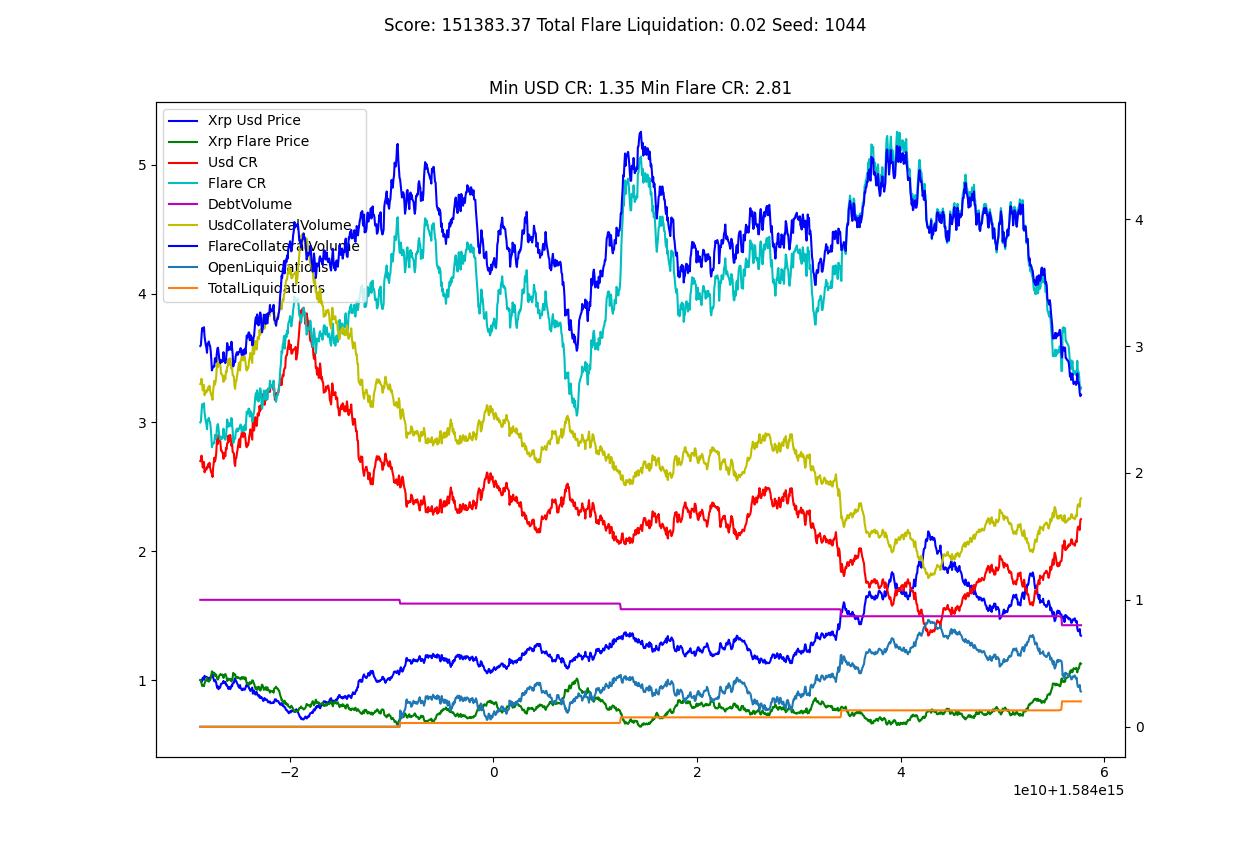 Score: 151383.37 Total Flare Liquidation: 0.02 Seed: 1044
Min USD CR: 1.35 Min Flare CR: 2.81
Xrp Usd Price
Xrp Flare Price
Usd CR
Flare CR
DebtVolume
UsdCollateralVolume
FlareCollateralVolume
OpenLiquidations
TotalLiquidations
5
4
3
2
1
4
3
2
1
0
−2
0
2
4
6
1e10+1.584e15